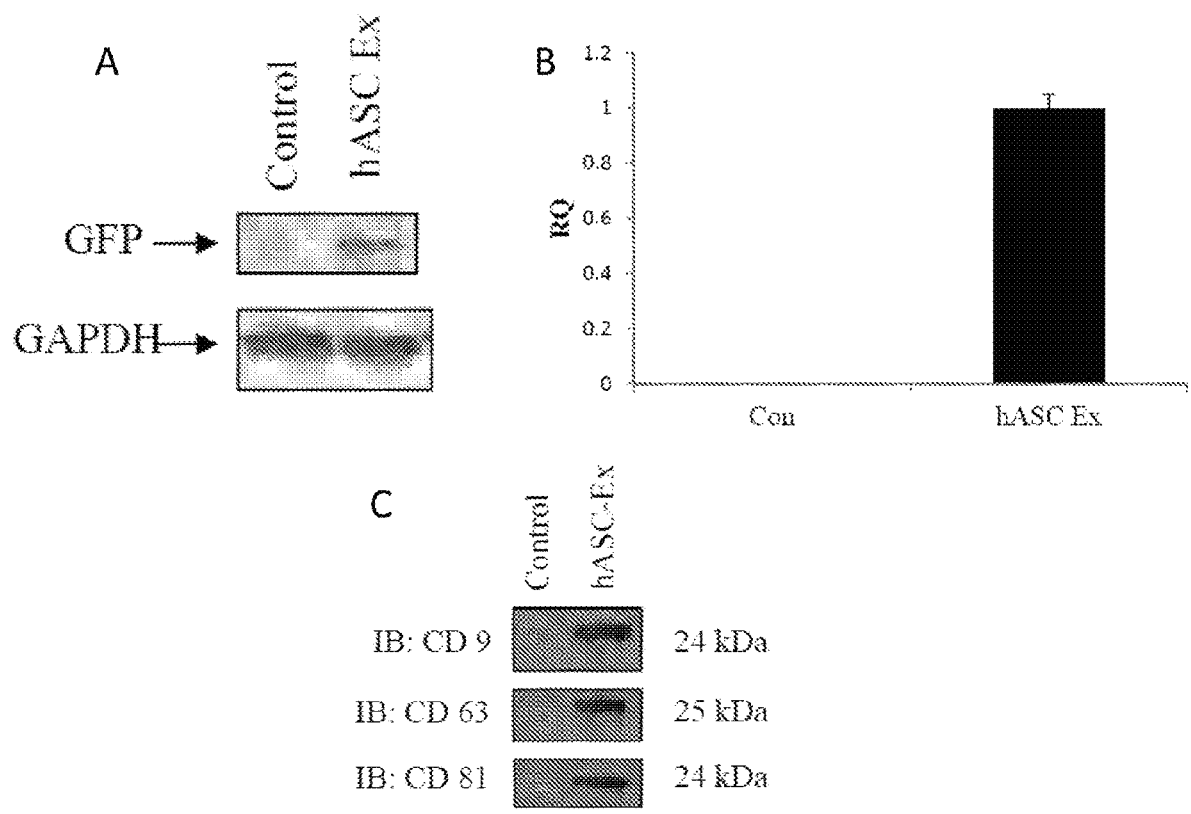 A
Control
hASC Ex
GFP
GAPDH
B
1.2
1
0.8
0.6
0.4
0.2
0
RQ
Con
hASC Ex
C
Control
hASC-Ex
IB: CD 9 24 kDa
IB: CD 63 25 kDa
IB: CD 81 24 kDa